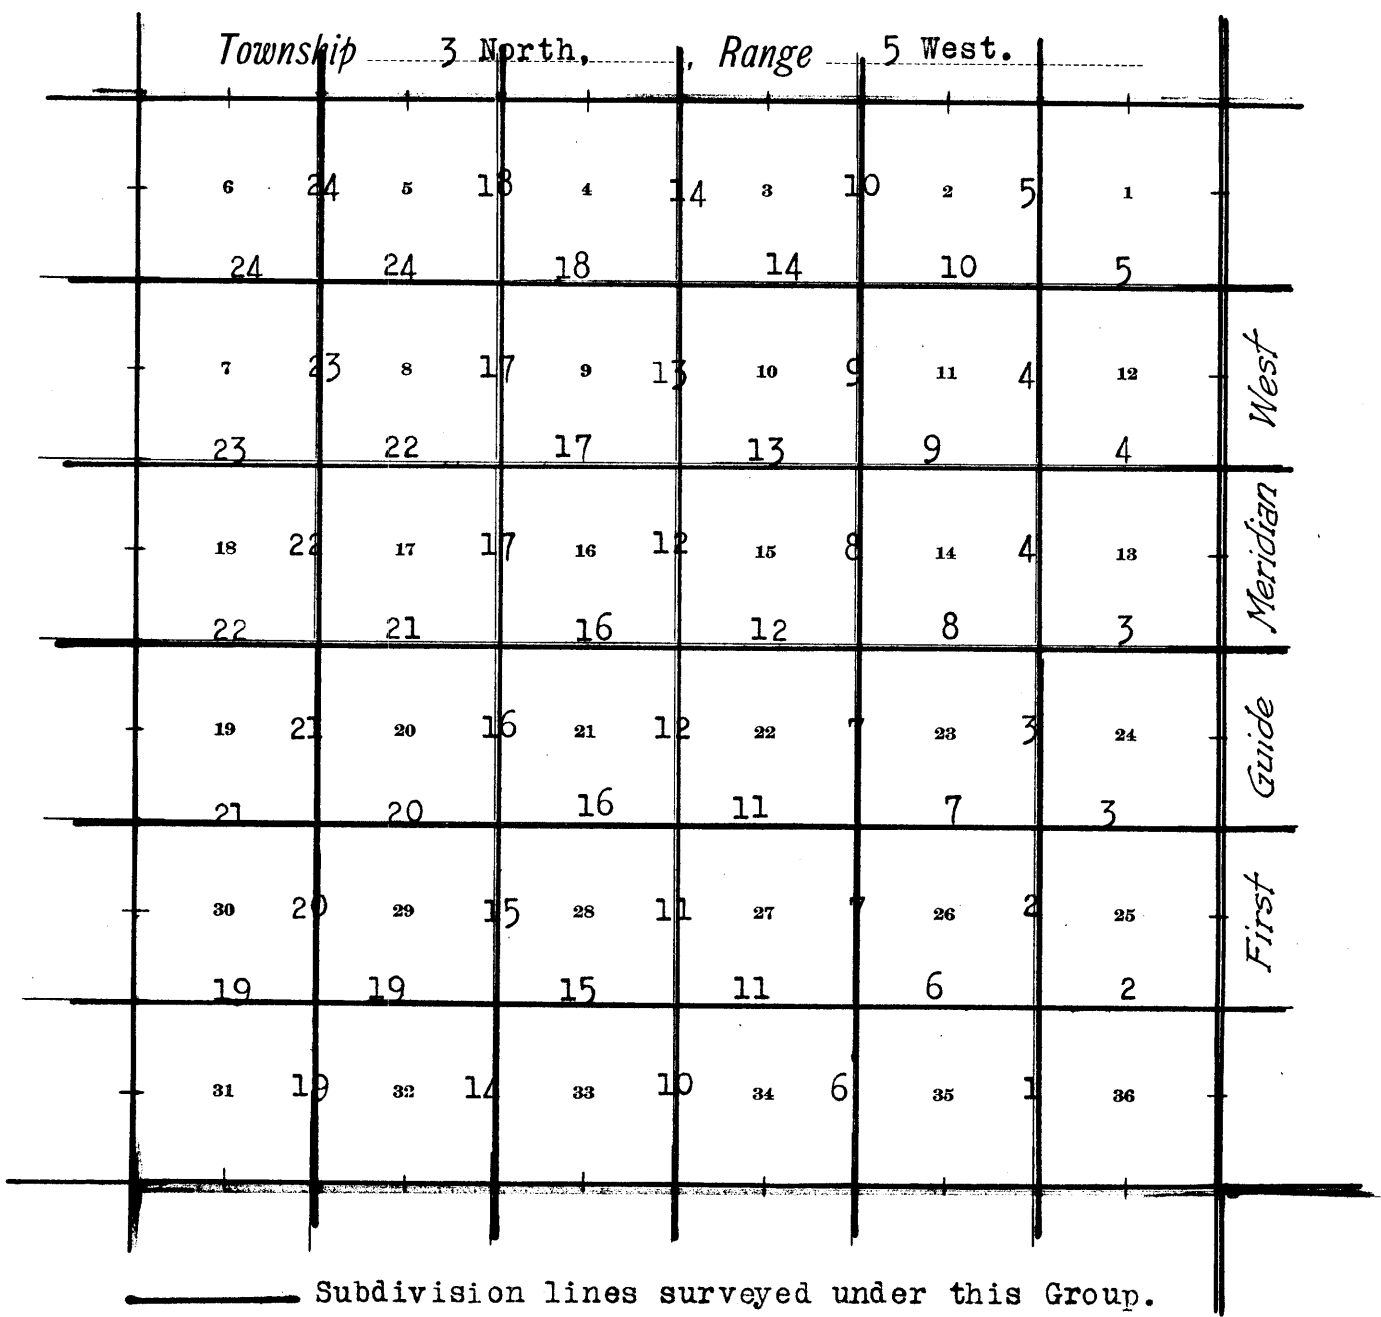 Township 3 North, , Range 5 West.
6 24 5 18 4 14 3 10 2 5 1
24 24 18 14 10 5
7 23 8 17 9 13 10 9 11 4 12
23 22 17 13 9 4
18 22 17 17 16 12 15 8 14 4 13
22 21 16 12 8 3
19 21 20 16 21 12 22 7 23 3 24
21 20 16 11 7 3
30 20 29 15 28 11 27 7 26 2 25
19 19 15 11 6 2
31 19 32 14 33 10 34 6 35 1 36
First Guide Meridian West
Subdivision lines surveyed under this Group.